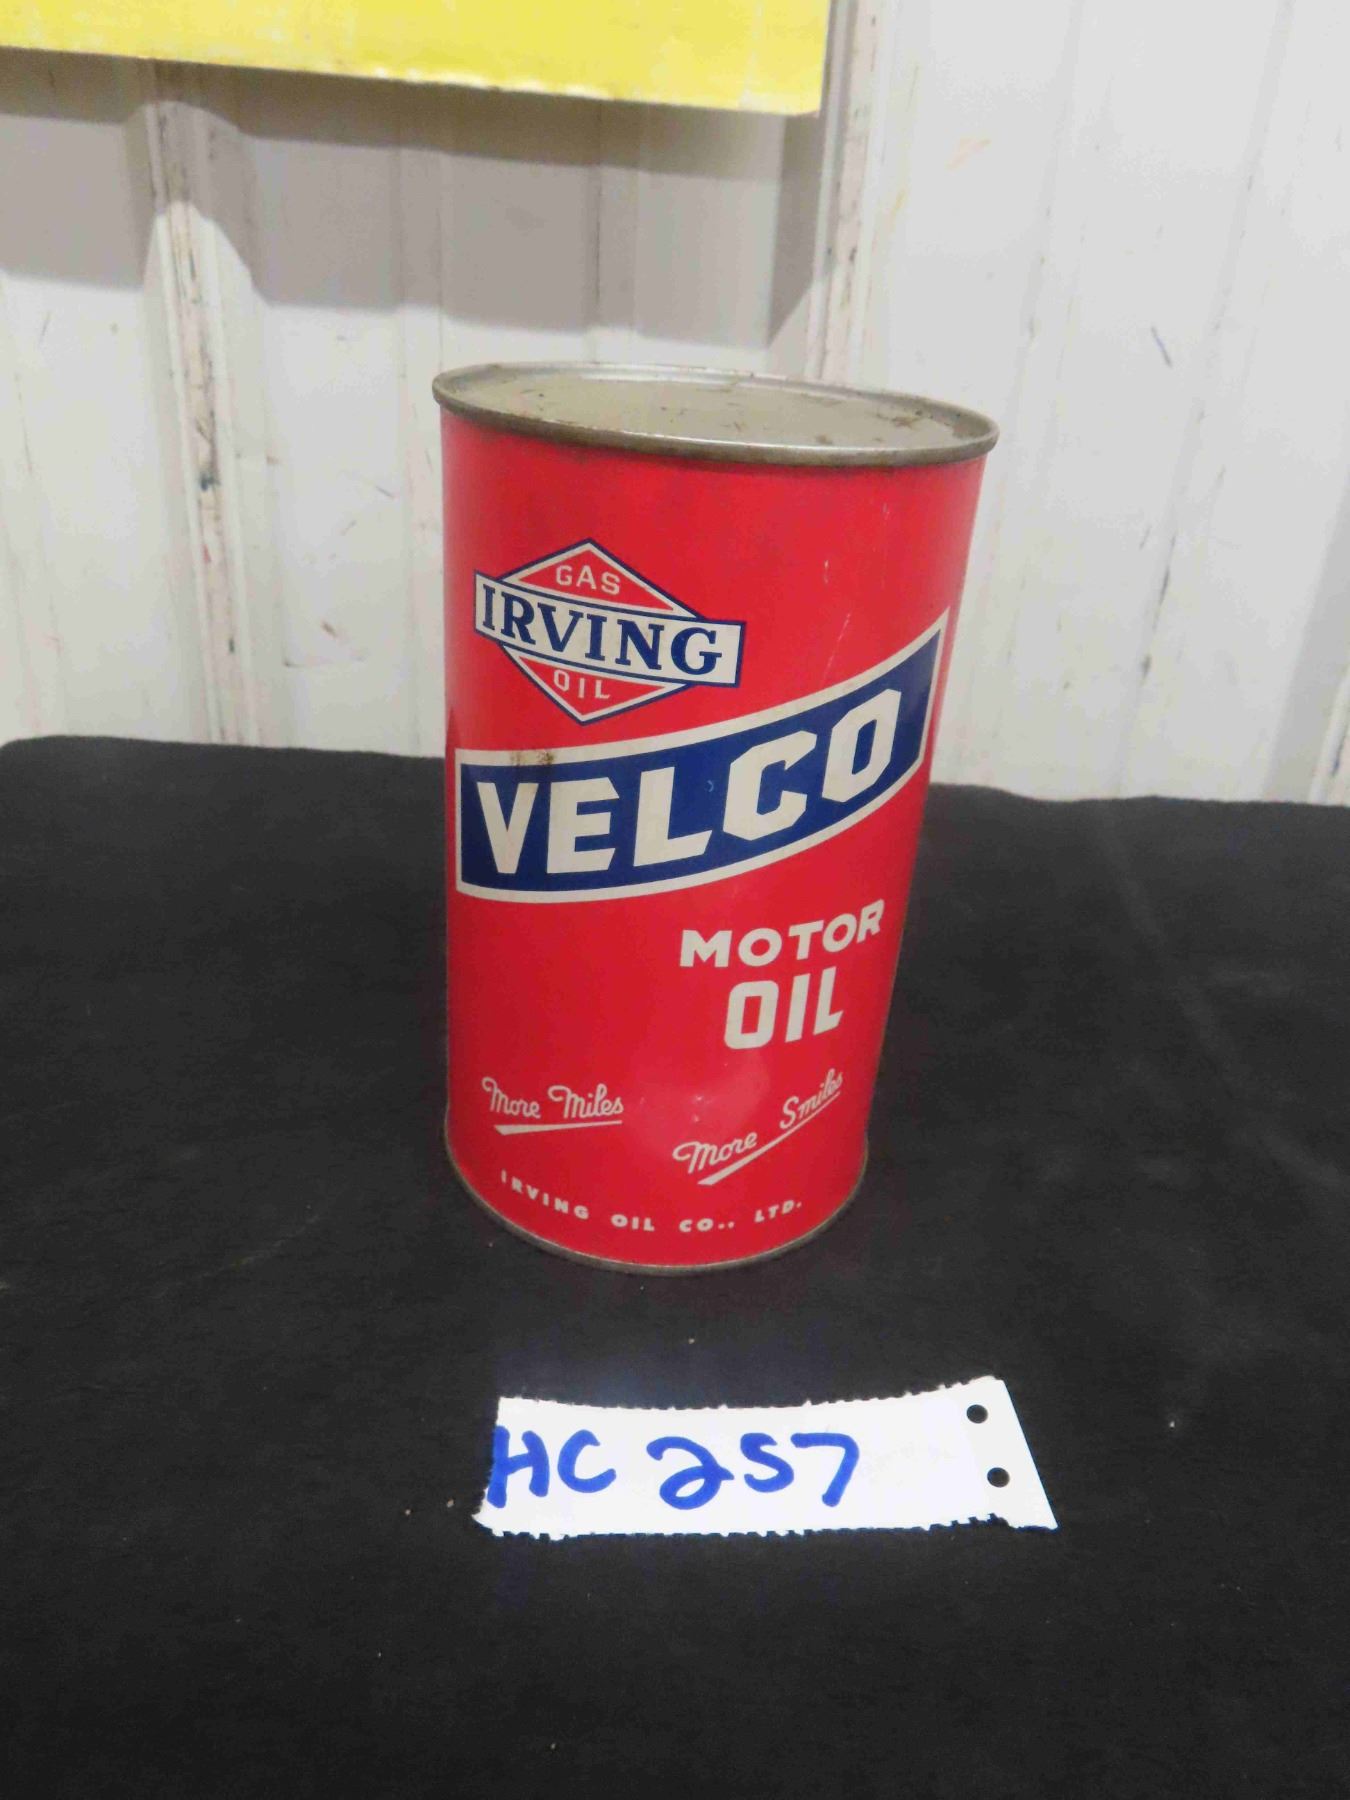 GAS
IRVING
OIL
VELCO
MOTOR
OIL
More Miles
More Smiles
IRVING OIL CO., LTD.
HC 257